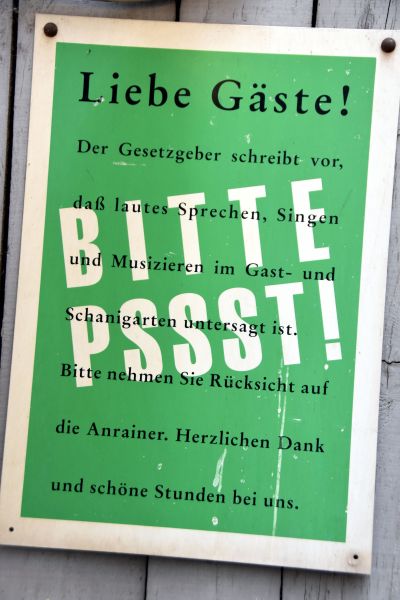 Liebe Gäste!
Der Gesetzgeber schreibt vor,
daß lautes Sprechen, Singen
BITTE
und Musizieren im Gast- und
Schanigarten untersagt ist.
PSSST!
Bitte nehmen Sie Rücksicht auf
die Anrainer. Herzlichen Dank
und schöne Stunden bei uns.